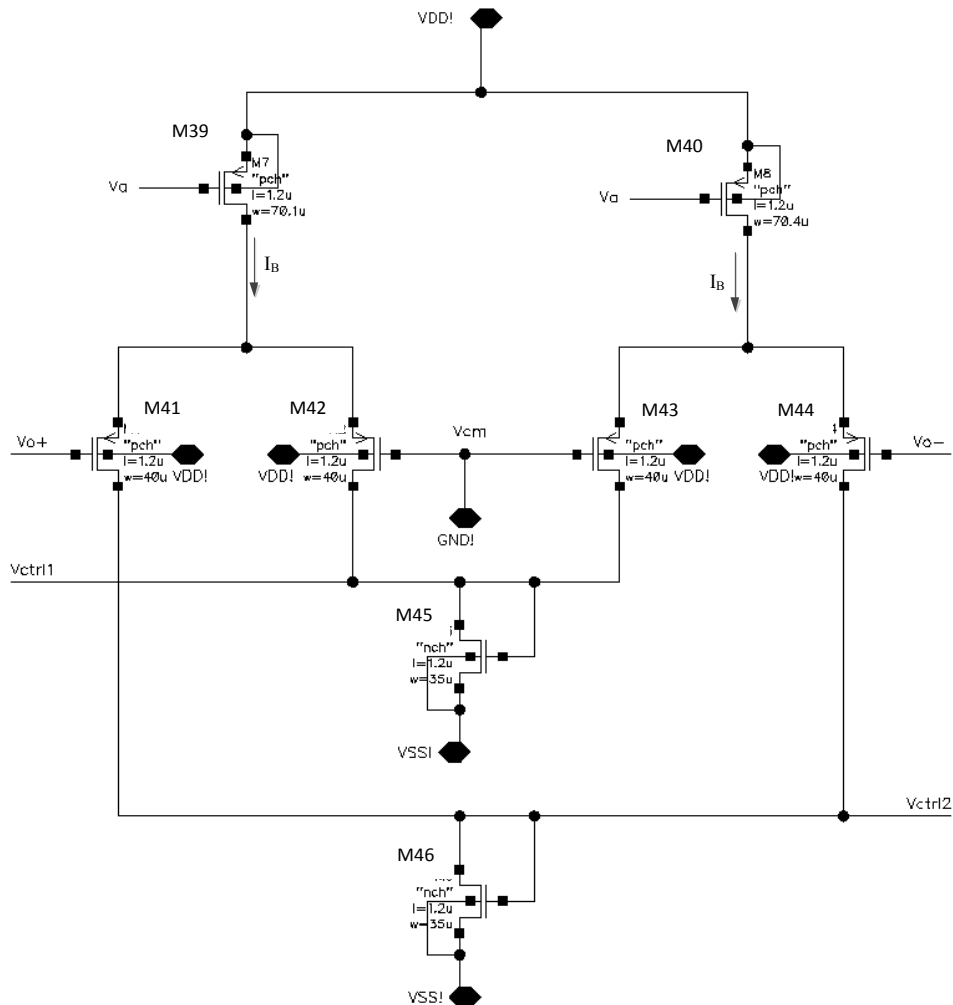 VDD!
M39
M7
"pch"
l=1.2u
w=70.1u
Va
M40
M8
"pch"
l=1.2u
w=70.4u
Va
IB
IB
M41
"pch"
l=1.2u
w=40u
Vo+
VDD!
M42
"pch"
l=1.2u
w=40u
VDD!
Vcm
GND!
M43
"pch"
l=1.2u
w=40u
VDD!
M44
"pch"
l=1.2u
w=40u
VDD!
Vo-
Vctrl1
M45
"nch"
l=1.2u
w=35u
VSS!
Vctrl2
M46
"nch"
l=1.2u
w=35u
VSS!